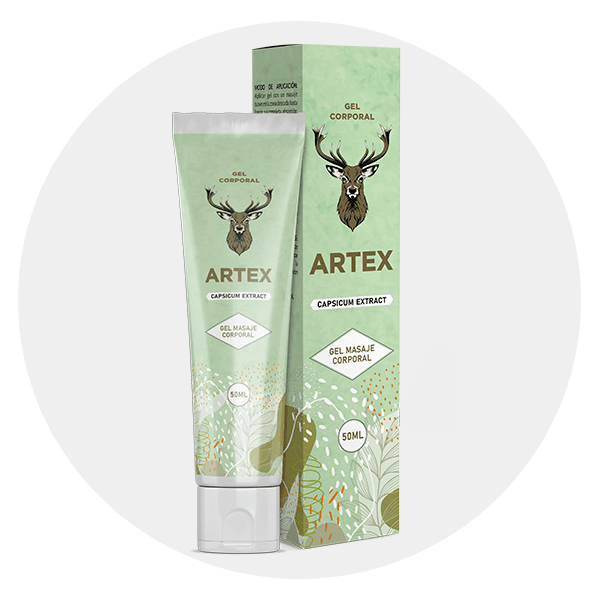 GEL
CORPORAL
ARTEX
CAPSICUM EXTRACT
GEL MASAJE
CORPORAL
50ML
MODO DE APLICACIÓN:
GEL
CORPORAL
ARTEX
CAPSICUM EXTRACT
GEL MASAJE
CORPORAL
50ML